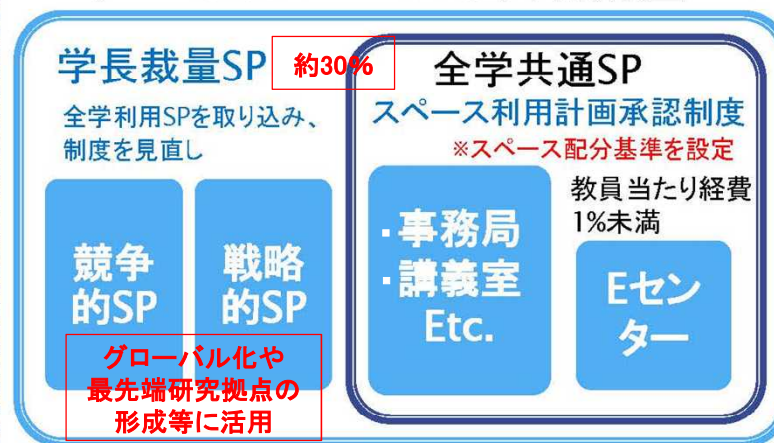 学長裁量SP
約30%
全学利用SPを取り込み、
制度を見直し
競争
的SP
戦略
的SP
グローバル化や
最先端研究拠点の
形成等に活用
全学共通SP
スペース利用計画承認制度
※スペース配分基準を設定
・事務局
・講義室
Etc.
教員当たり経費
1%未満
Eセン
ター